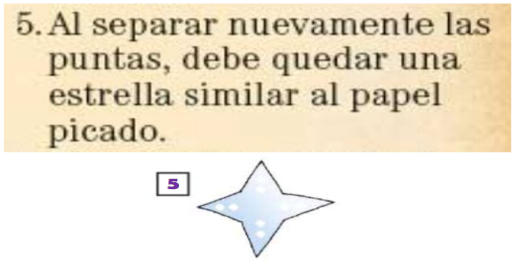 5. Al separar nuevamente las
puntas, debe quedar una
estrella similar al papel
picado.
5